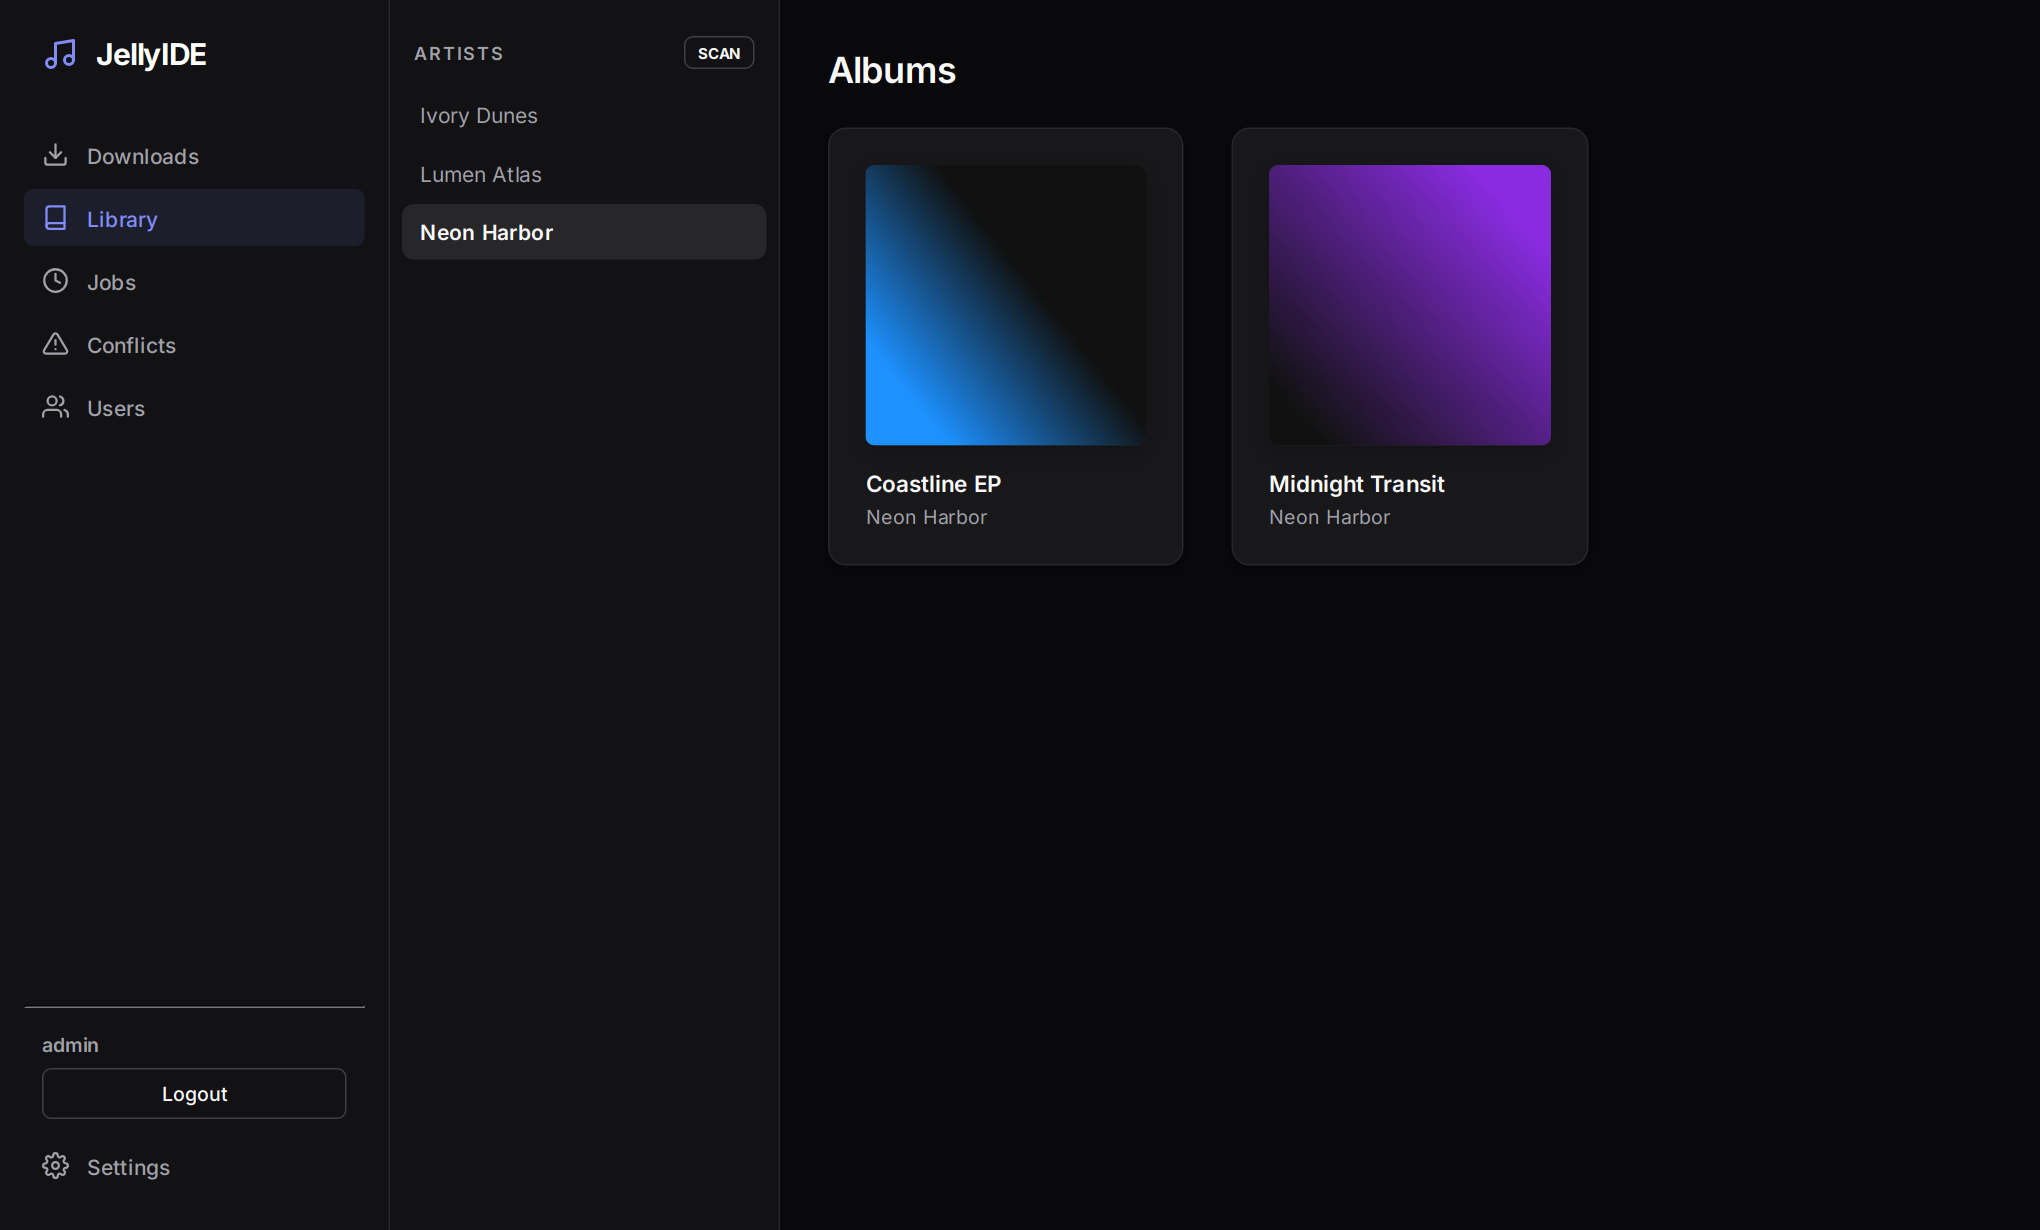 JellyIDE
Downloads
Library
Jobs
Conflicts
Users
admin
Logout
Settings
ARTISTS
SCAN
Ivory Dunes
Lumen Atlas
Neon Harbor
Albums
Coastline EP
Neon Harbor
Midnight Transit
Neon Harbor